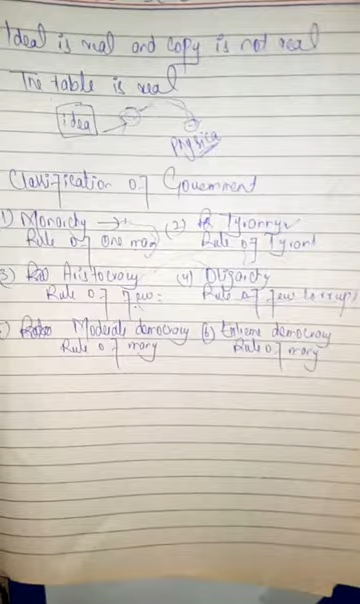 Ideal is real and copy is not real
The table is real
idea
Physica
Classification of Government
1) Monarchy → (2) Tyranny
Rule of one man Rule of Tyrant
3) Aristocracy (4) Oligarchy
Rule of few: Rule of few corrupt
Moderate democracy (6) Extreme democracy
Rule of many Rule of many